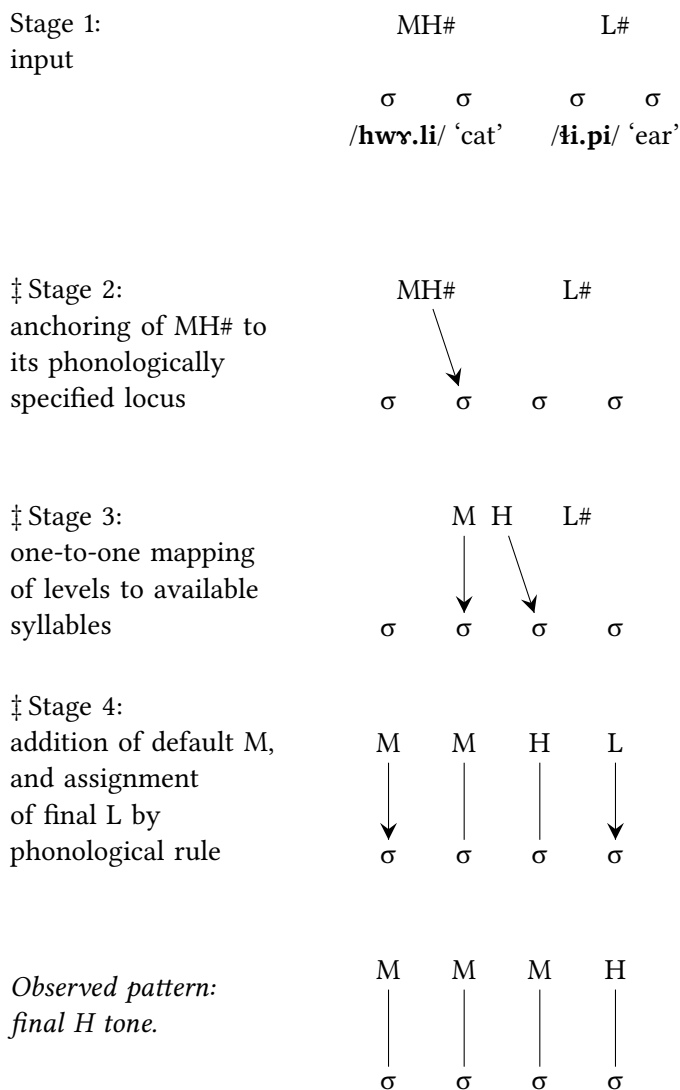 Stage 1: MH# L#
input
σ σ σ σ
/hwɤ.li/ ‘cat’ /ɬi.pi/ ‘ear’
‡ Stage 2: MH# L#
anchoring of MH# to
its phonologically
specified locus σ σ σ σ
‡ Stage 3: M H L#
one-to-one mapping
of levels to available
syllables σ σ σ σ
‡ Stage 4:
addition of default M, M M H L
and assignment
of final L by
phonological rule σ σ σ σ
M M M H
Observed pattern:
final H tone.
σ σ σ σ